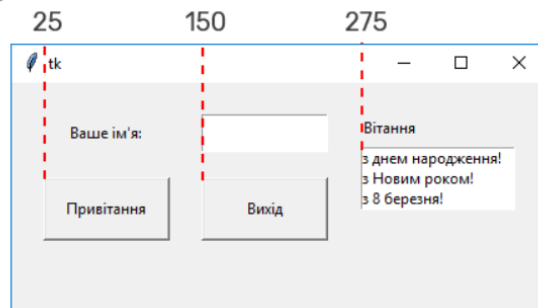 25 150 275
tk
Ваше ім'я:
Вітання
з днем народження!
з Новим роком!
з 8 березня!
Привітання
Вихід